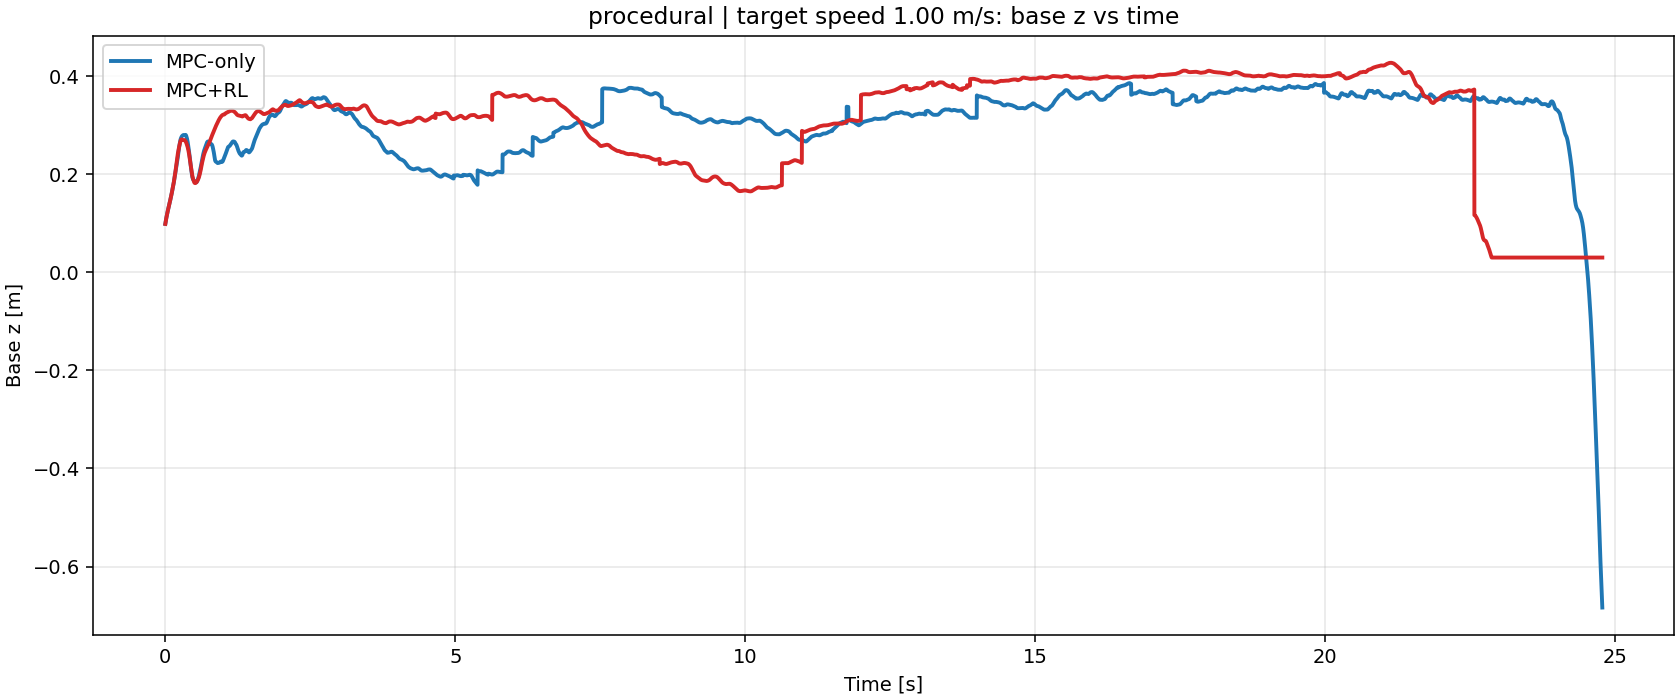 procedural | target speed 1.00 m/s: base z vs time
MPC-only
MPC+RL
Base z [m]
0.4
0.2
0.0
−0.2
−0.4
−0.6
0 5 10 15 20 25
Time [s]